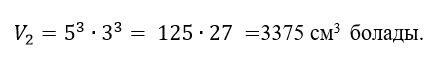 V₂ = 5³ · 3³ = 125 · 27 =3375 см³ болады.